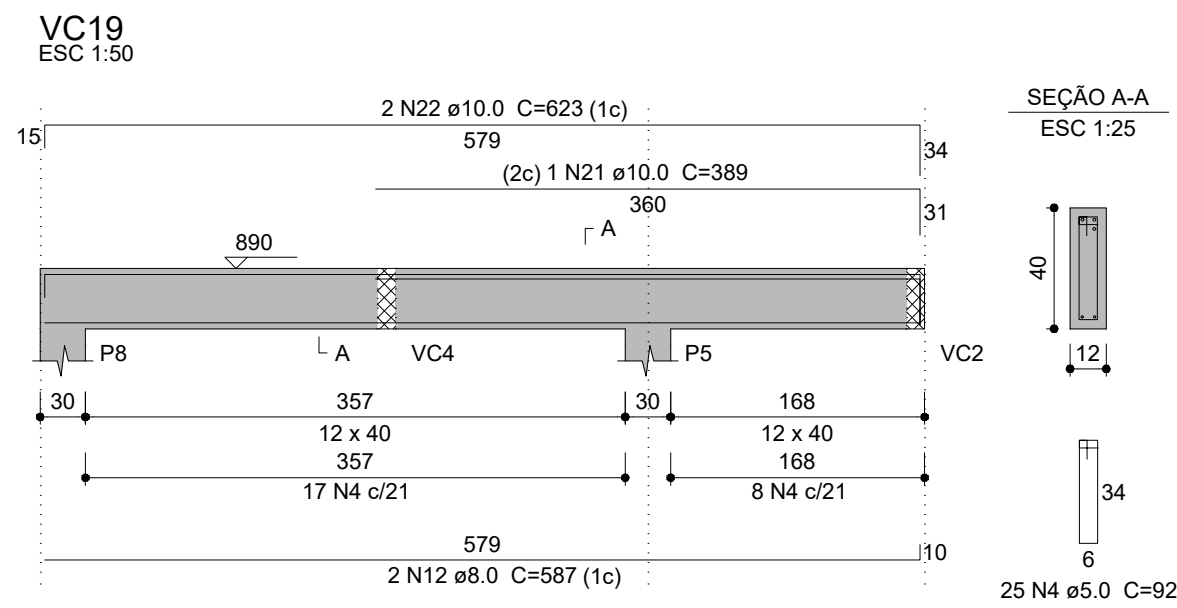 VC19
ESC 1:50
2 N22 ø10.0 C=623 (1c)
15
579
34
(2c) 1 N21 ø10.0 C=389
360
31
A
890
A
P8
VC4
P5
VC2
30
357
30
168
12 x 40
12 x 40
357
168
17 N4 c/21
8 N4 c/21
579
10
2 N12 ø8.0 C=587 (1c)
SEÇÃO A-A
ESC 1:25
40
12
34
6
25 N4 ø5.0 C=92